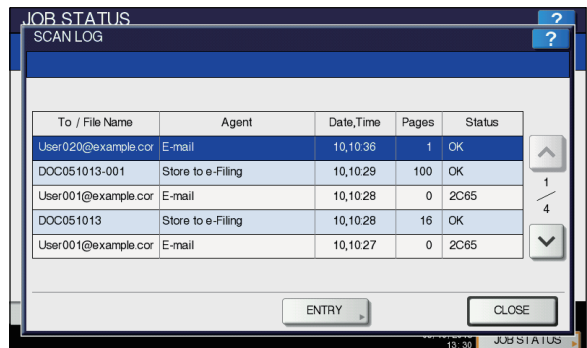 JOB STATUS ?
SCAN LOG ?
To / File Name Agent Date,Time Pages Status
User020@example.cor E-mail 10,10:36 1 OK
DOC051013-001 Store to e-Filing 10,10:29 100 OK
User001@example.cor E-mail 10,10:28 0 2C65
DOC051013 Store to e-Filing 10,10:28 16 OK
User001@example.cor E-mail 10,10:27 0 2C65
1
4
ENTRY CLOSE
13:30 JOB STATUS